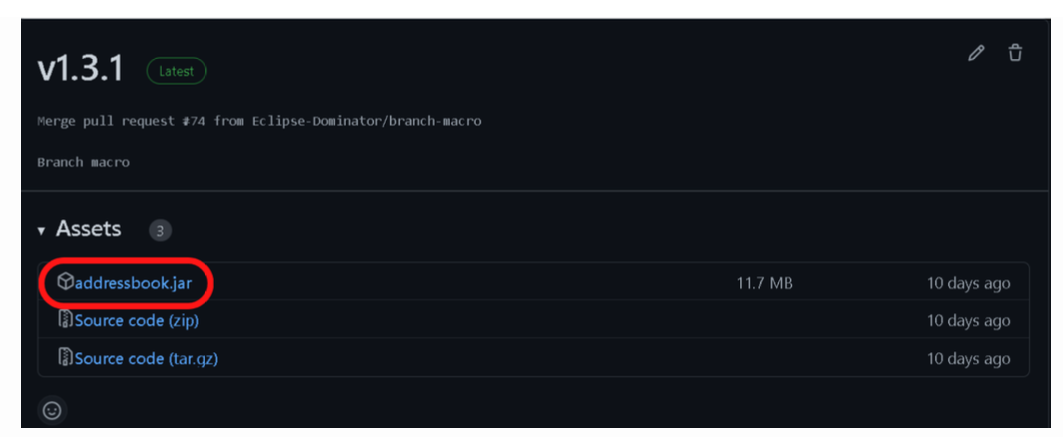 v1.3.1 Latest
Merge pull request #74 from Eclipse-Dominator/branch-macro
Branch macro
Assets 3
addressbook.jar 11.7 MB 10 days ago
Source code (zip) 10 days ago
Source code (tar.gz) 10 days ago